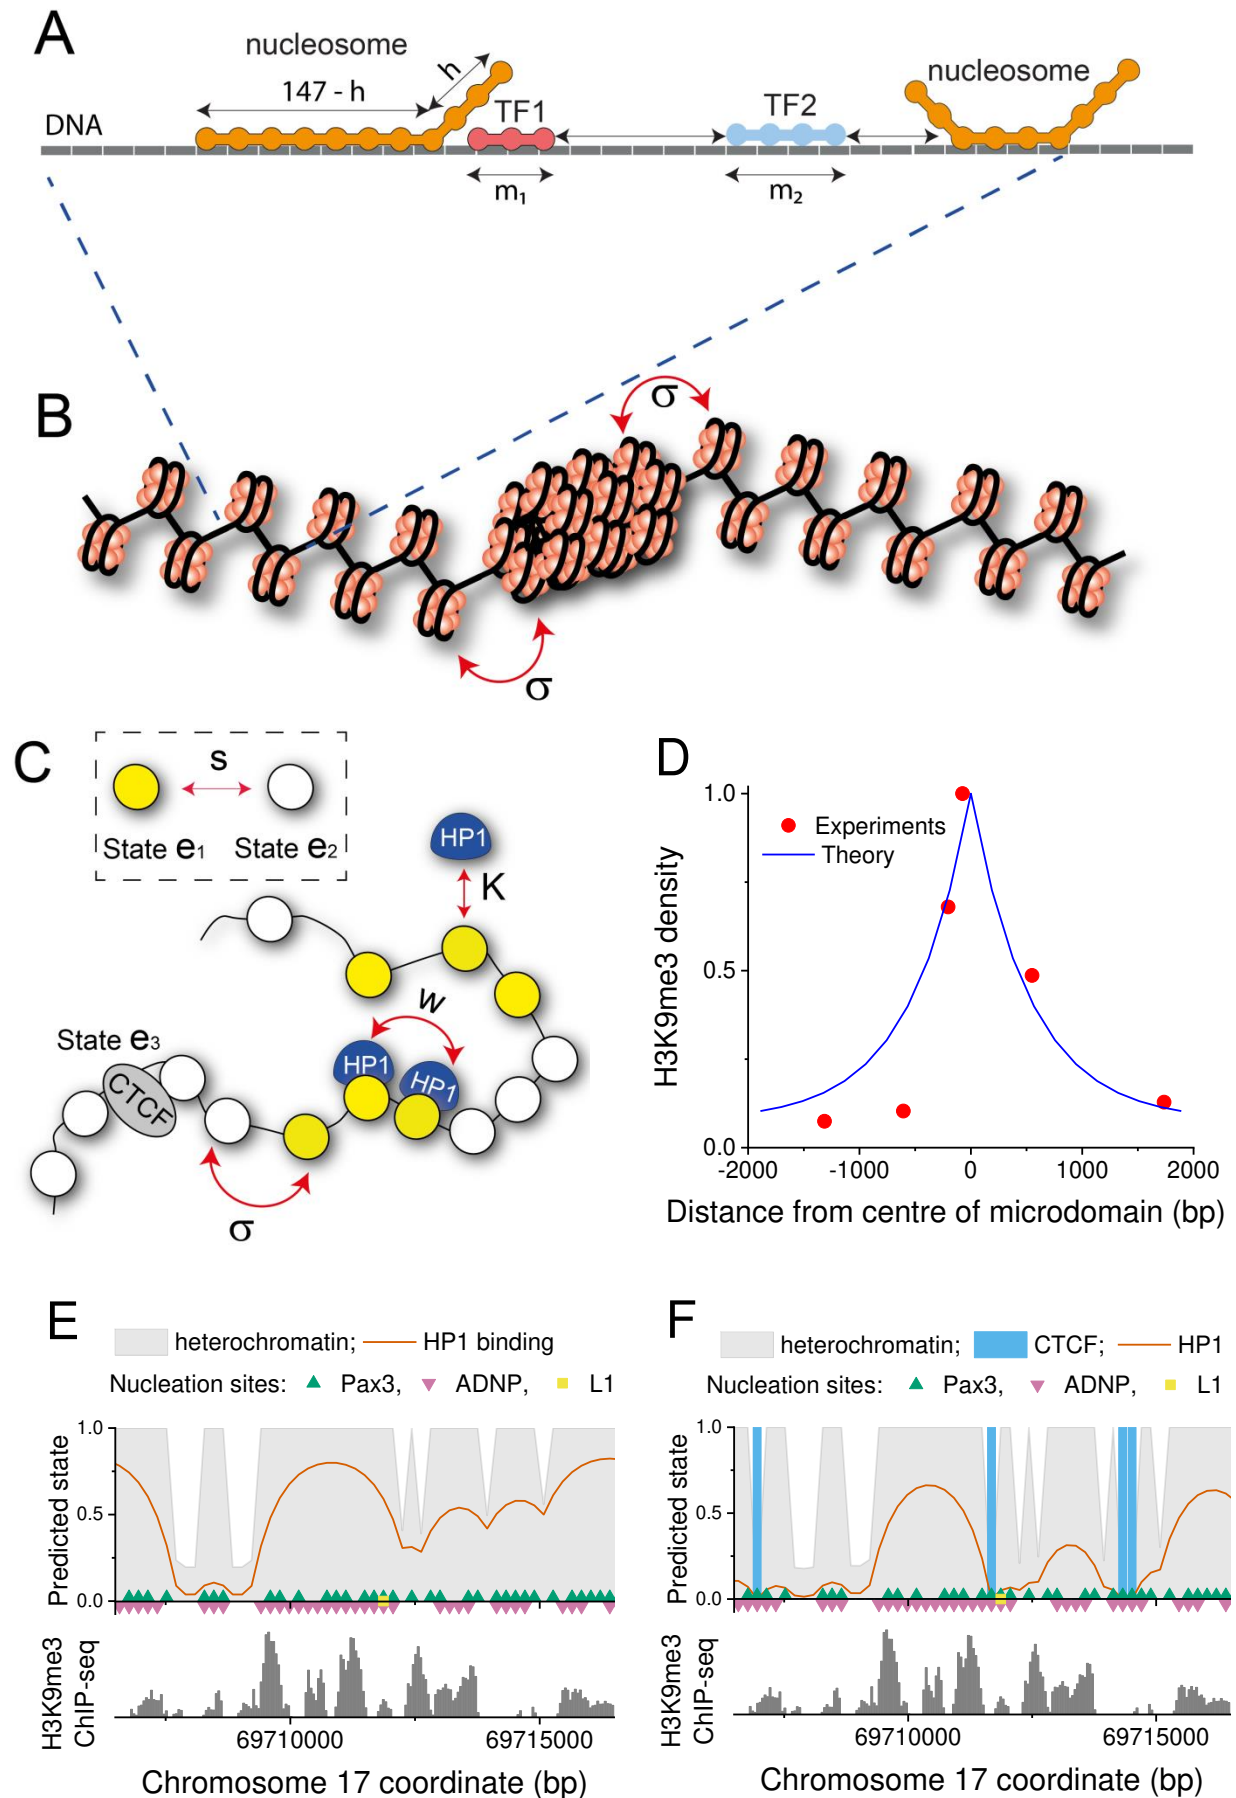 A
nucleosome
nucleosome
h
147 - h
TF1
TF2
DNA
m₁
m₂
B
σ
σ
C
s
State e₁
State e₂
HP1
K
w
State e₃
CTCF
HP1
HP1
σ
D
1.0
0.5
0.0
Experiments
Theory
H3K9me3 density
-2000
-1000
0
1000
2000
Distance from centre of microdomain (bp)
E
heterochromatin;
HP1 binding
Nucleation sites:
Pax3,
ADNP,
L1
Predicted state
1.0
0.5
0.0
H3K9me3
ChIP-seq
69710000
69715000
Chromosome 17 coordinate (bp)
F
heterochromatin;
CTCF;
HP1
Nucleation sites:
Pax3,
ADNP,
L1
Predicted state
1.0
0.5
0.0
H3K9me3
ChIP-seq
69710000
69715000
Chromosome 17 coordinate (bp)